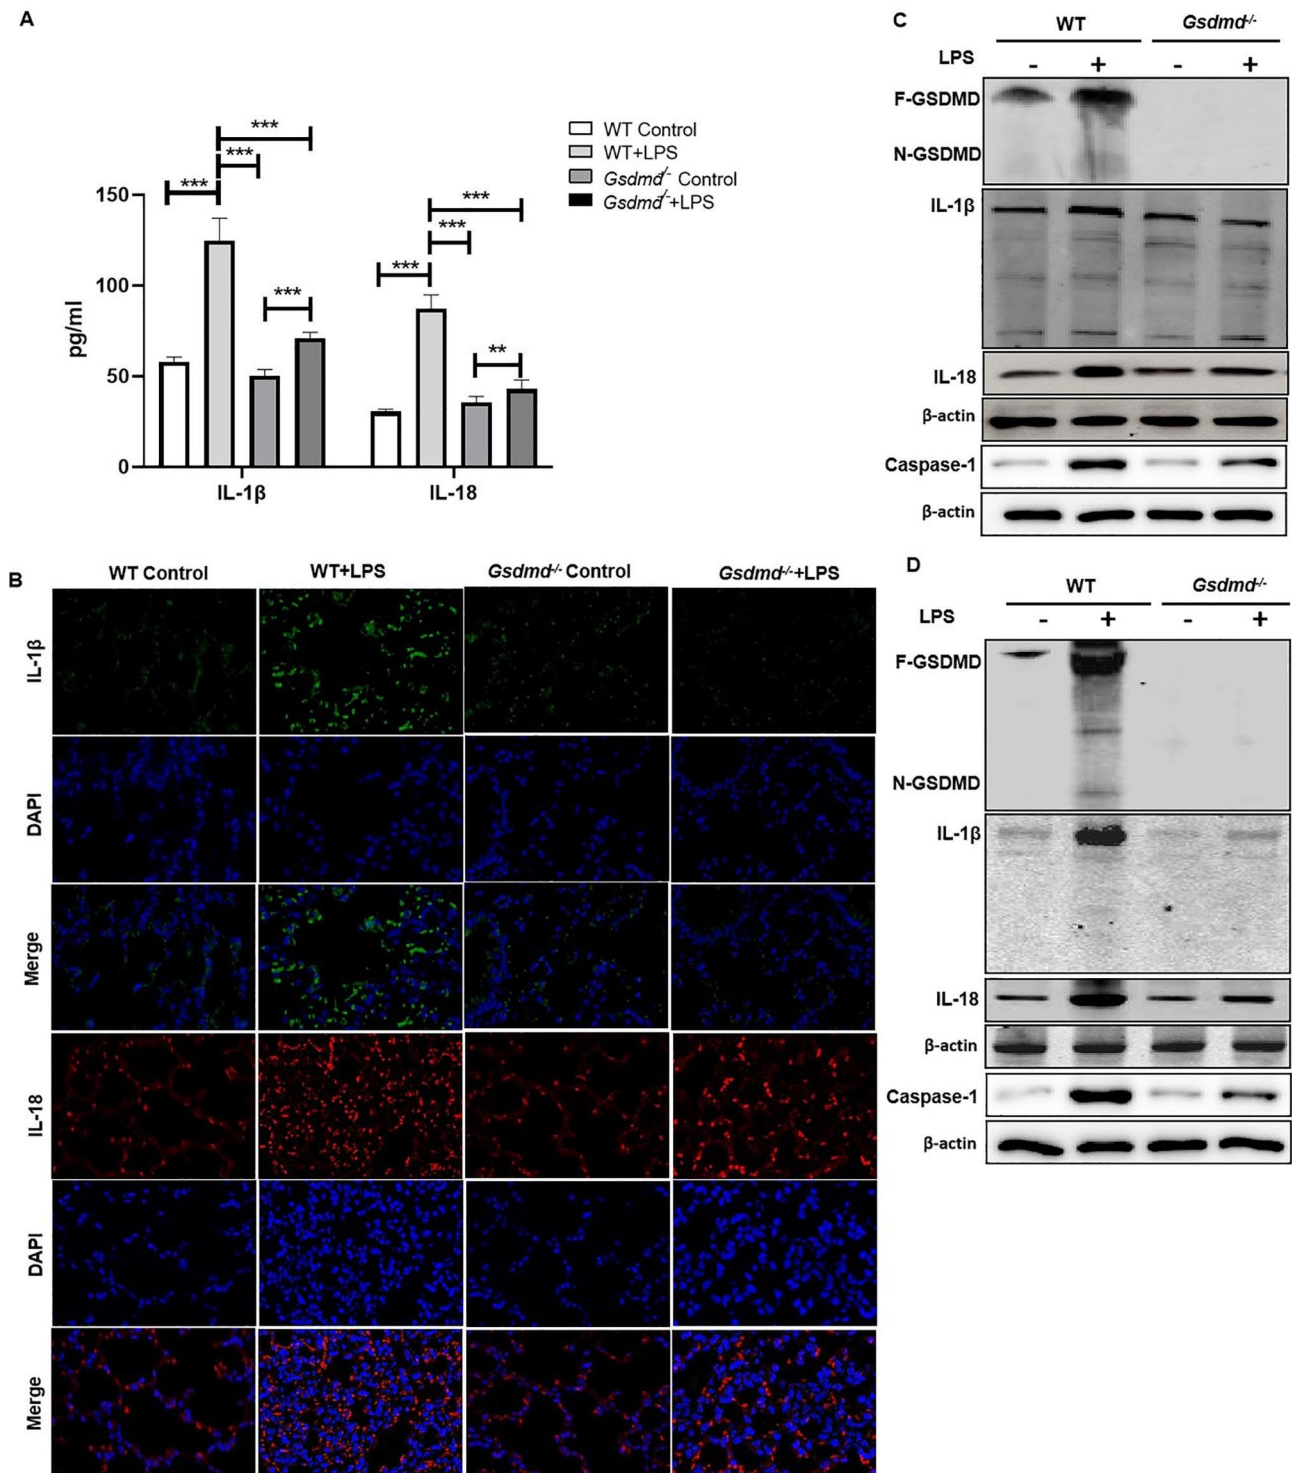 A
***
***
***
***
***
***
***
**
WT Control
WT+LPS
Gsdmd-/- Control
Gsdmd-/-+LPS
150
100
50
0
pg/ml
IL-1β IL-18
B
WT Control WT+LPS Gsdmd-/- Control Gsdmd-/-+LPS
IL-1β
DAPI
Merge
IL-18
DAPI
Merge
C
WT Gsdmd-/-
LPS - + - +
F-GSDMD
N-GSDMD
IL-1β
IL-18
β-actin
Caspase-1
β-actin
D
WT Gsdmd-/-
LPS - + - +
F-GSDMD
N-GSDMD
IL-1β
IL-18
β-actin
Caspase-1
β-actin